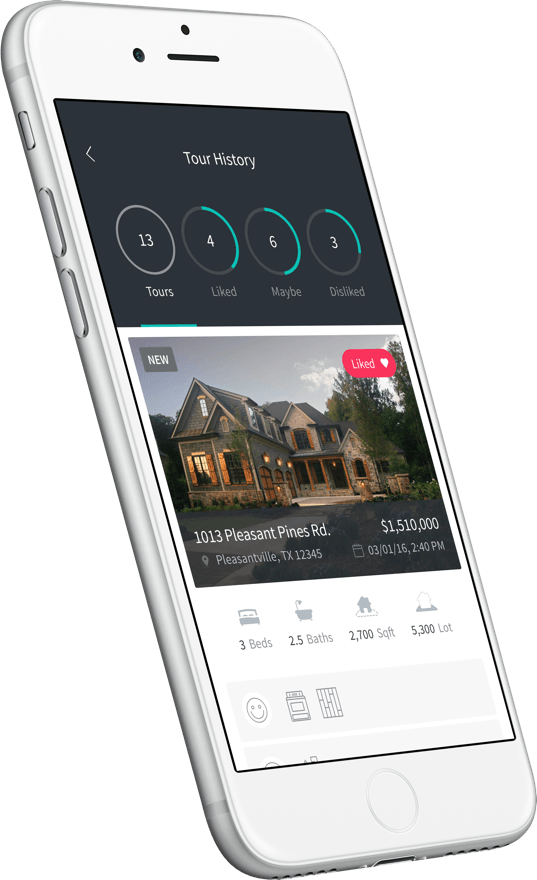 Tour History
13 4 6 3
Tours Liked Maybe Disliked
NEW Liked
1013 Pleasant Pines Rd. $1,510,000
Pleasantville, TX 12345 03/01/16, 2:40 PM
3 Beds 2.5 Baths 2,700 Sqft 5,300 Lot